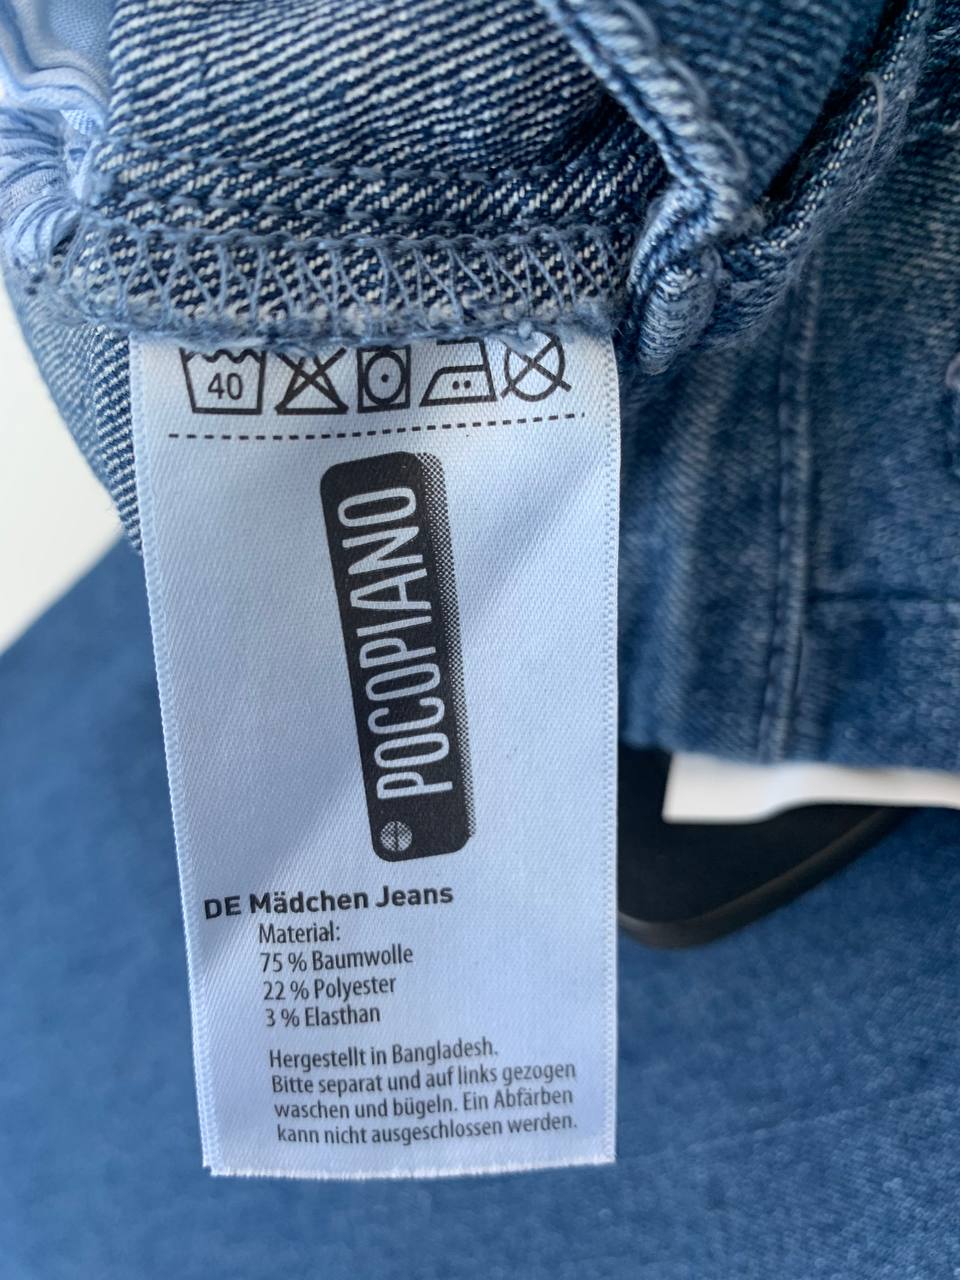 40
POCOPIANO
DE Mädchen Jeans
Material:
75 % Baumwolle
22 % Polyester
3 % Elasthan
Hergestellt in Bangladesh.
Bitte separat und auf links gezogen
waschen und bügeln. Ein Abfärben
kann nicht ausgeschlossen werden.